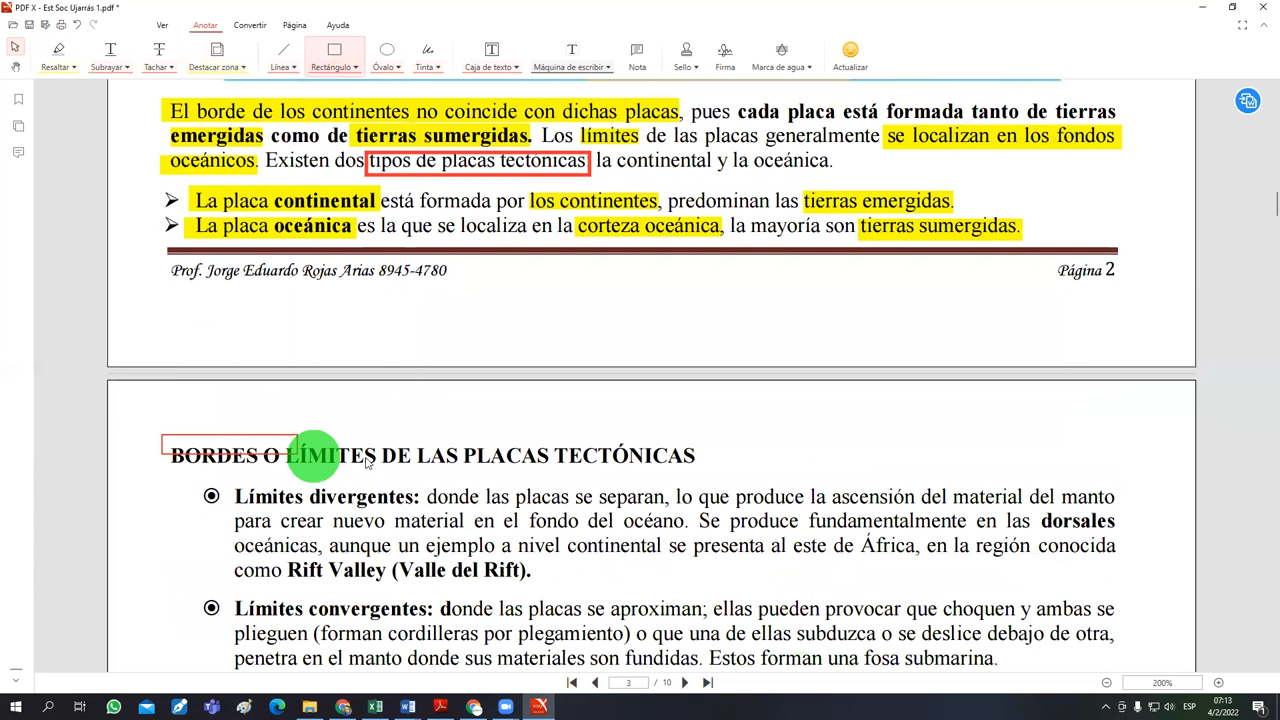 PDF X - Est Soc Ujarrás 1.pdf *
Ver Anotar Convertir Página Ayuda
Resaltar Subrayar Tachar Destacar zona Línea Rectángulo Óvalo Tinta Caja de texto Máquina de escribir Nota Sello Firma Marca de agua Actualizar
El borde de los continentes no coincide con dichas placas, pues cada placa está formada tanto de tierras
emergidas como de tierras sumergidas. Los límites de las placas generalmente se localizan en los fondos
oceánicos. Existen dos tipos de placas tectónicas la continental y la oceánica.
➢ La placa continental está formada por los continentes, predominan las tierras emergidas.
➢ La placa oceánica es la que se localiza en la corteza oceánica, la mayoría son tierras sumergidas.
Prof. Jorge Eduardo Rojas Arias 8945-4780 Página 2
BORDES O LÍMITES DE LAS PLACAS TECTÓNICAS
Límites divergentes: donde las placas se separan, lo que produce la ascensión del material del manto
para crear nuevo material en el fondo del océano. Se produce fundamentalmente en las dorsales
oceánicas, aunque un ejemplo a nivel continental se presenta al este de África, en la región conocida
como Rift Valley (Valle del Rift).
Límites convergentes: donde las placas se aproximan; ellas pueden provocar que choquen y ambas se
plieguen (forman cordilleras por plegamiento) o que una de ellas subduzca o se deslice debajo de otra,
penetra en el manto donde sus materiales son fundidas. Estos forman una fosa submarina.
3 / 10 200%
ESP 07:13
4/2/2022